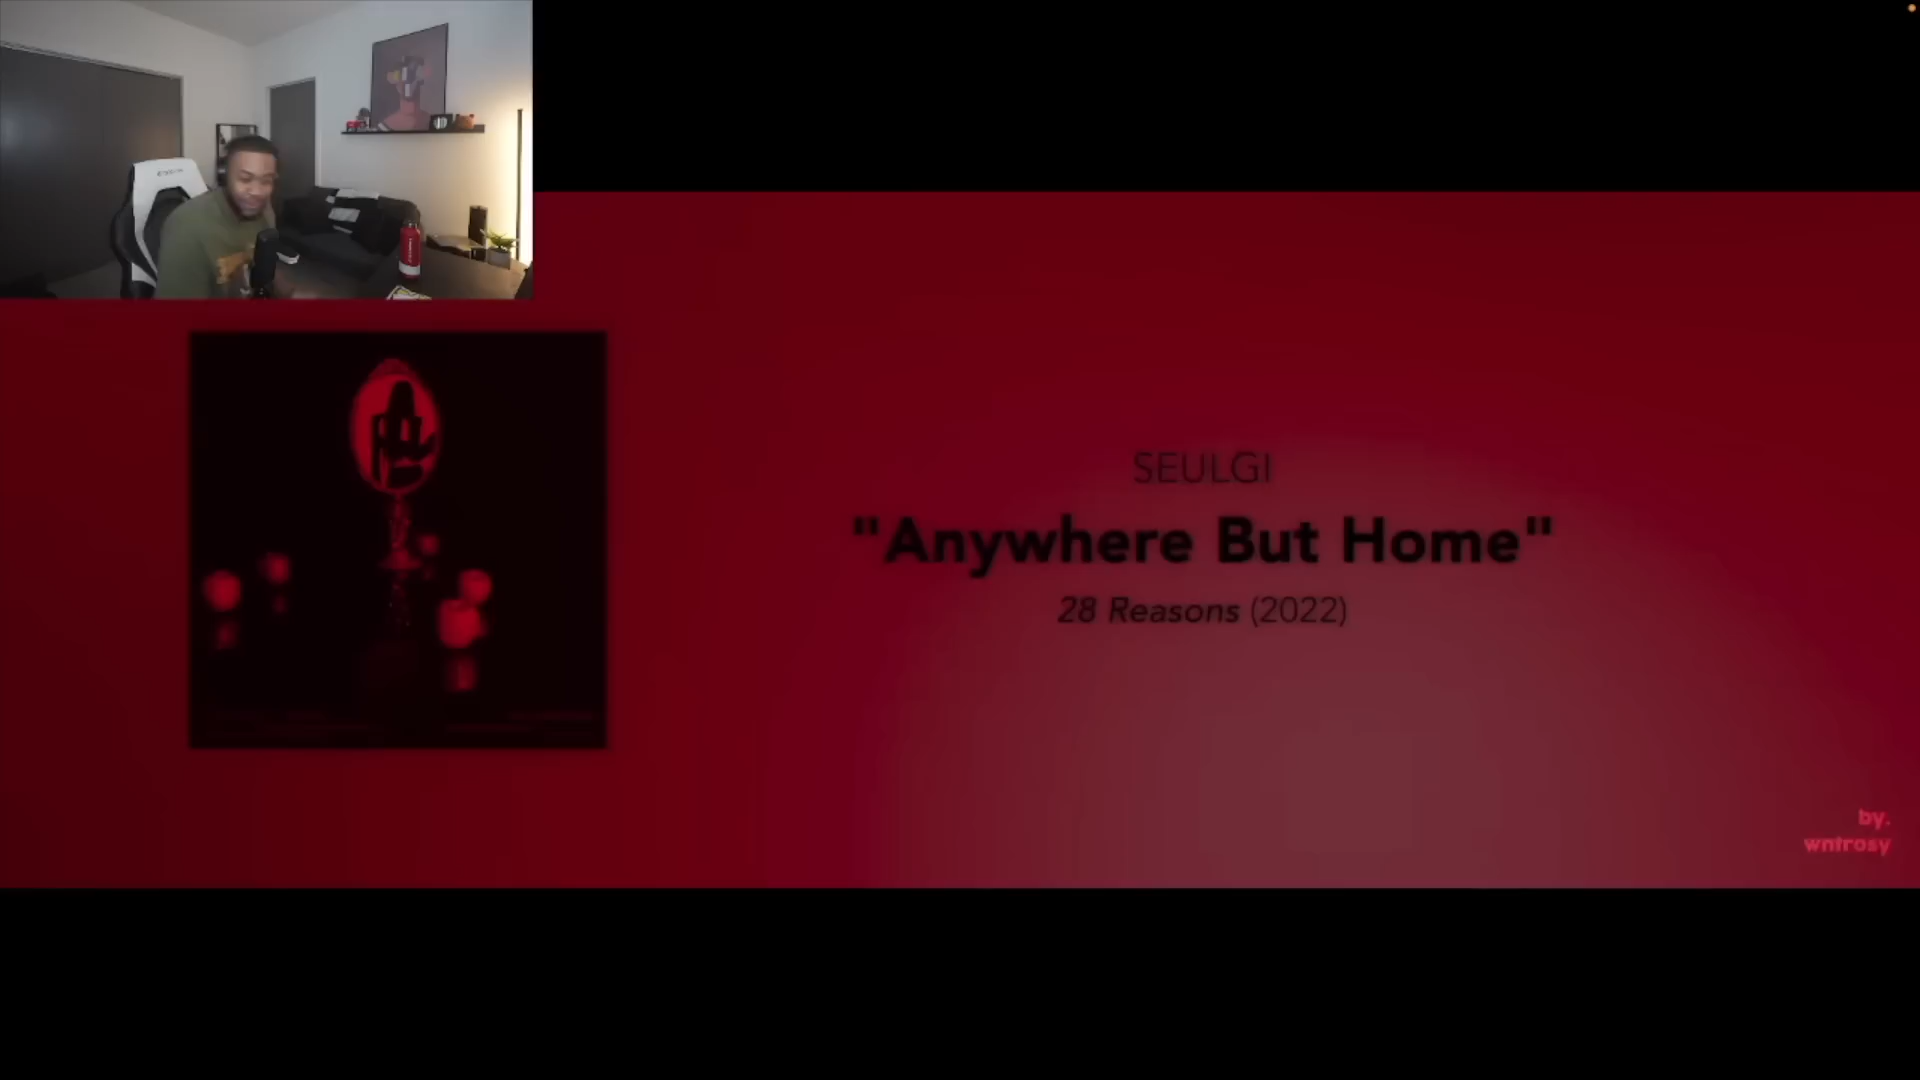 SEULGI
"Anywhere But Home"
28 Reasons (2022)
by.
wntrosy